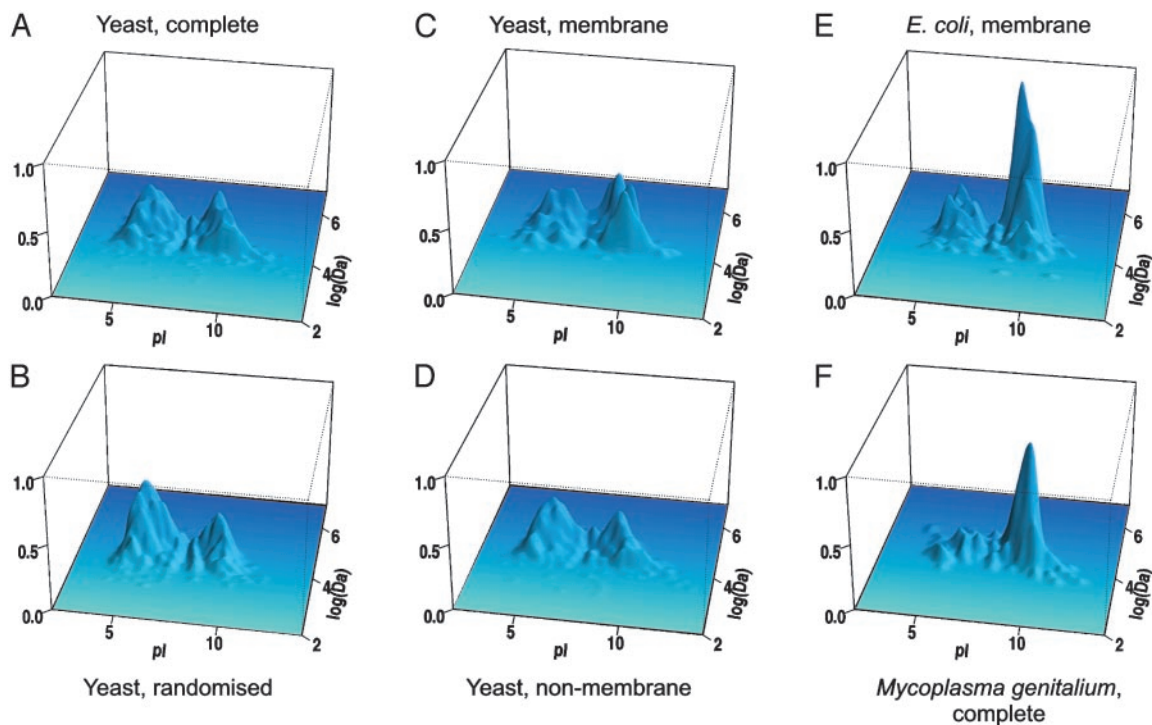 A Yeast, complete
1.0
0.5
0.0
5
10
pI
2
4
6
log(Da)
C Yeast, membrane
1.0
0.5
0.0
5
10
pI
2
4
6
log(Da)
E E. coli, membrane
1.0
0.5
0.0
5
10
pI
2
4
6
log(Da)
B
1.0
0.5
0.0
5
10
pI
2
4
6
log(Da)
Yeast, randomised
D
1.0
0.5
0.0
5
10
pI
2
4
6
log(Da)
Yeast, non-membrane
F
1.0
0.5
0.0
5
10
pI
2
4
6
log(Da)
Mycoplasma genitalium,
complete